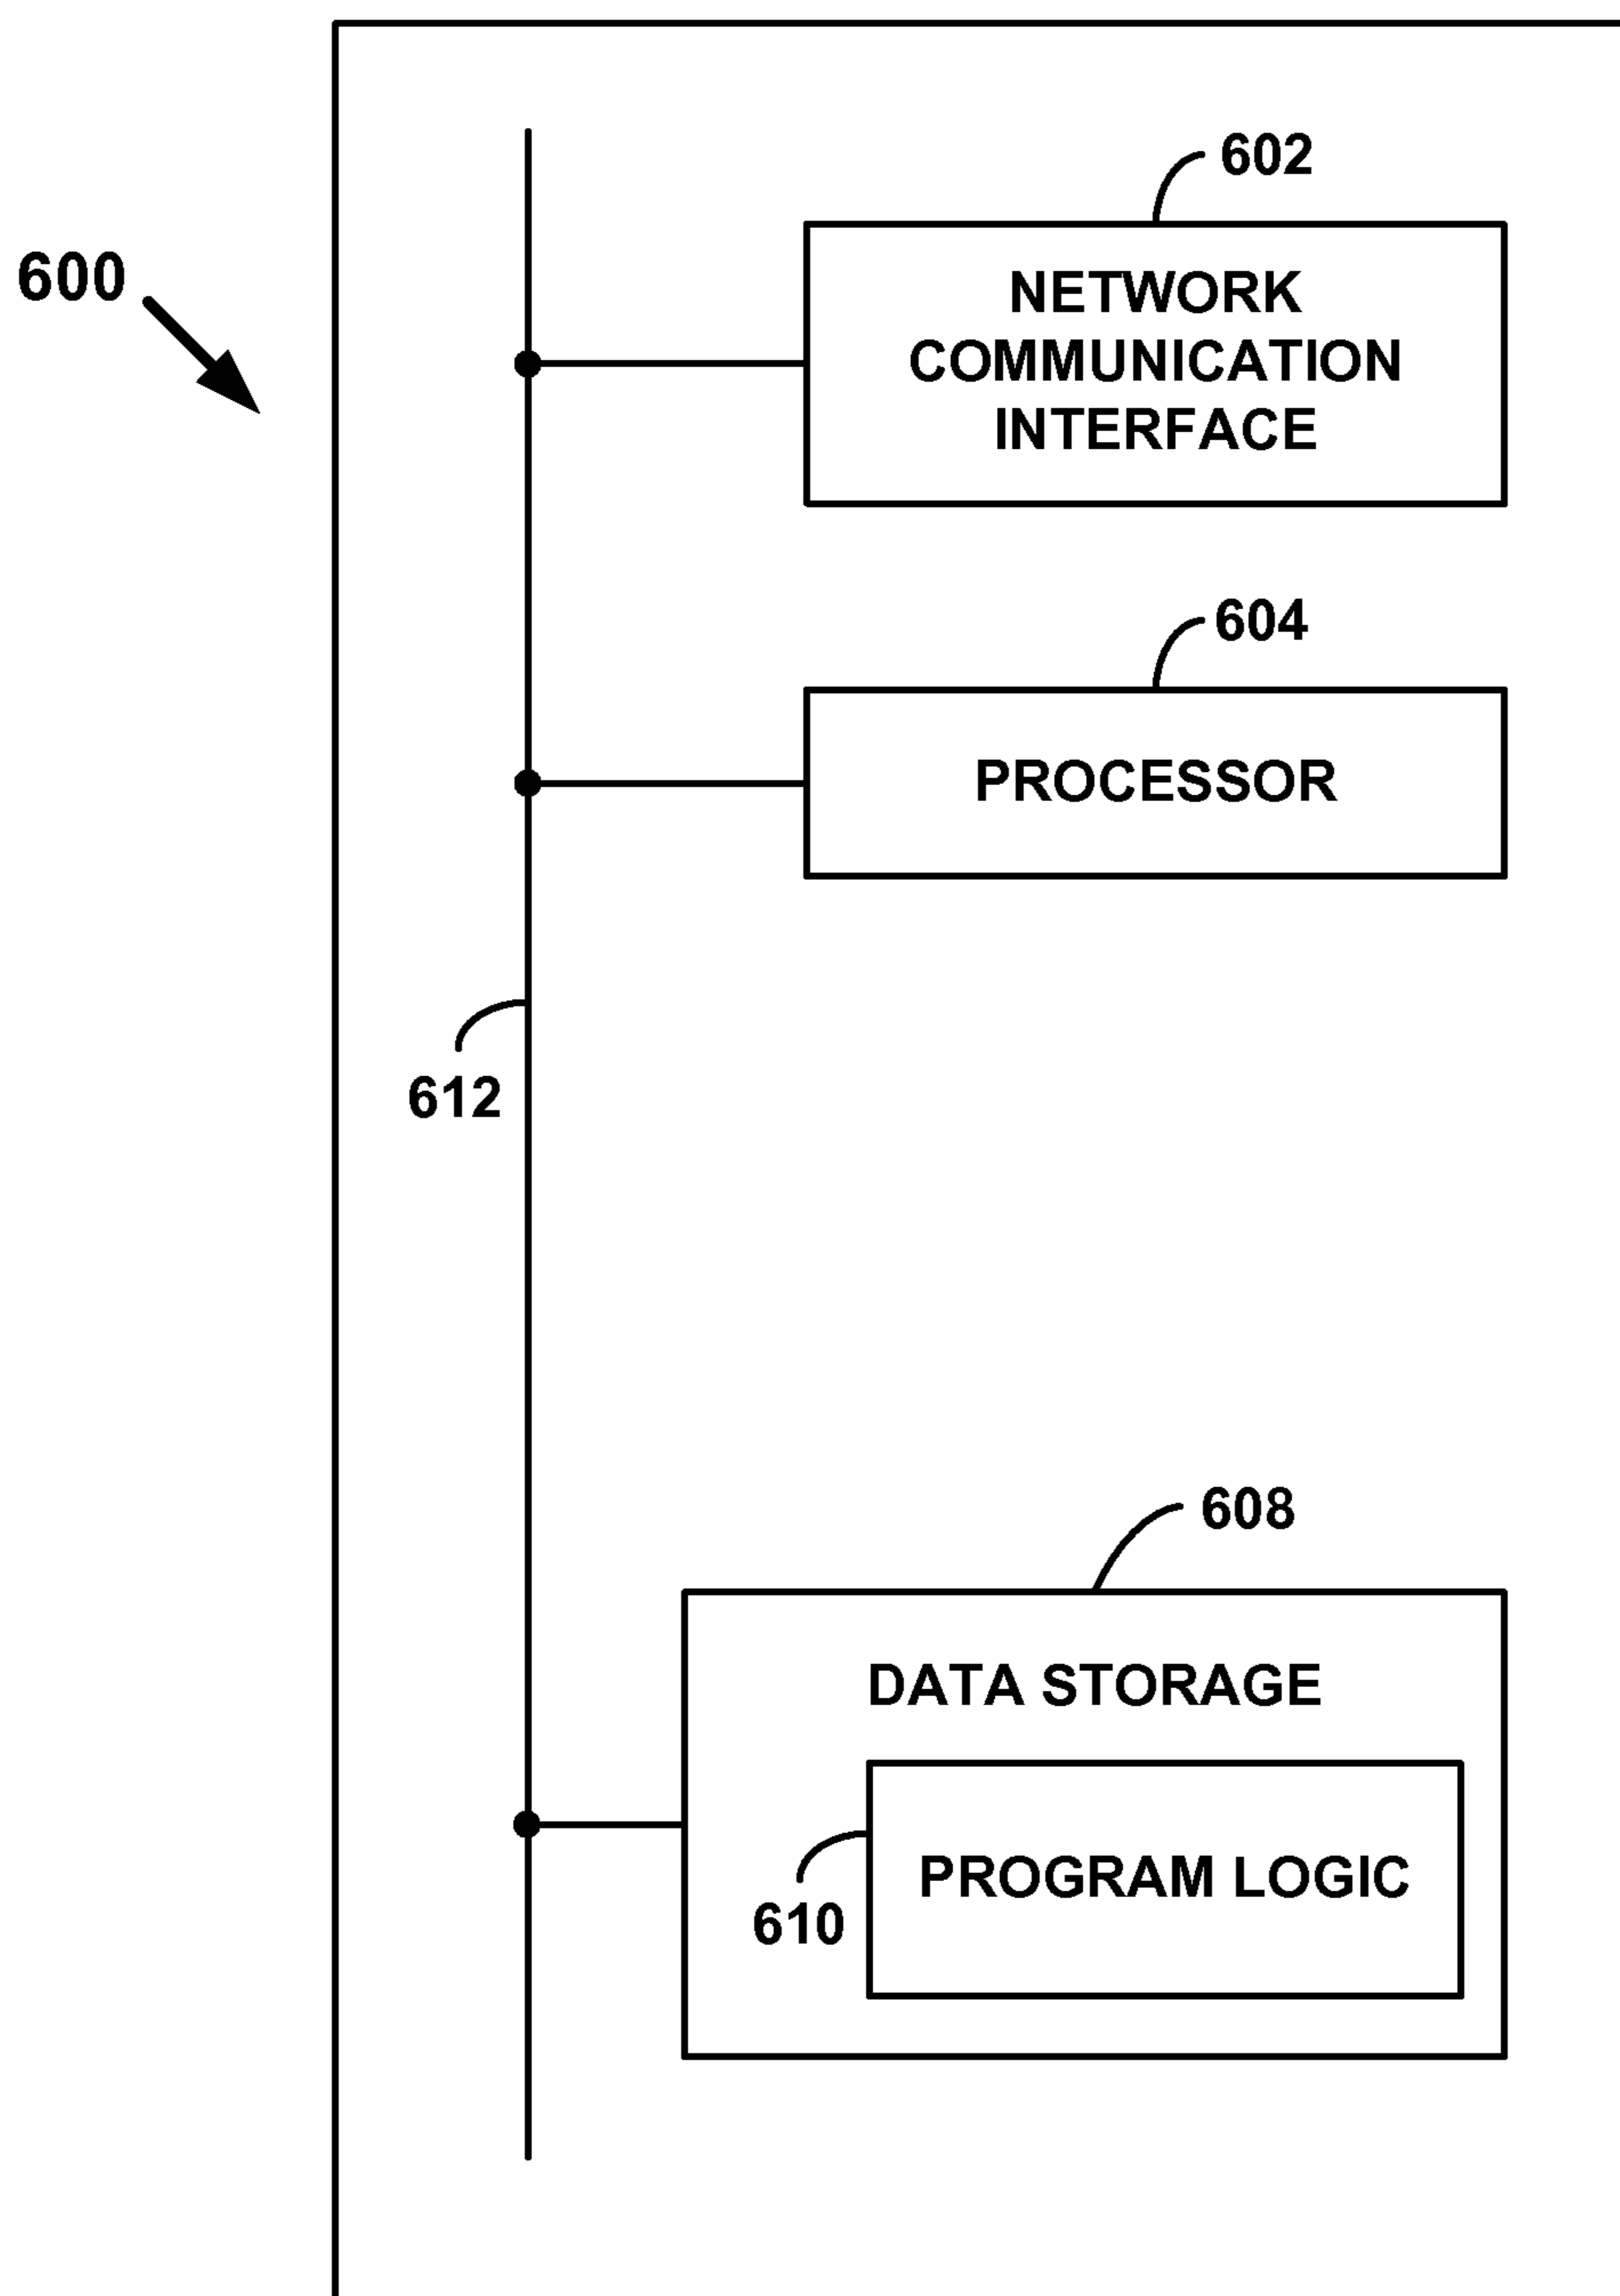 602
600
NETWORK
COMMUNICATION
INTERFACE
604
PROCESSOR
612
608
DATA STORAGE
PROGRAM LOGIC
610